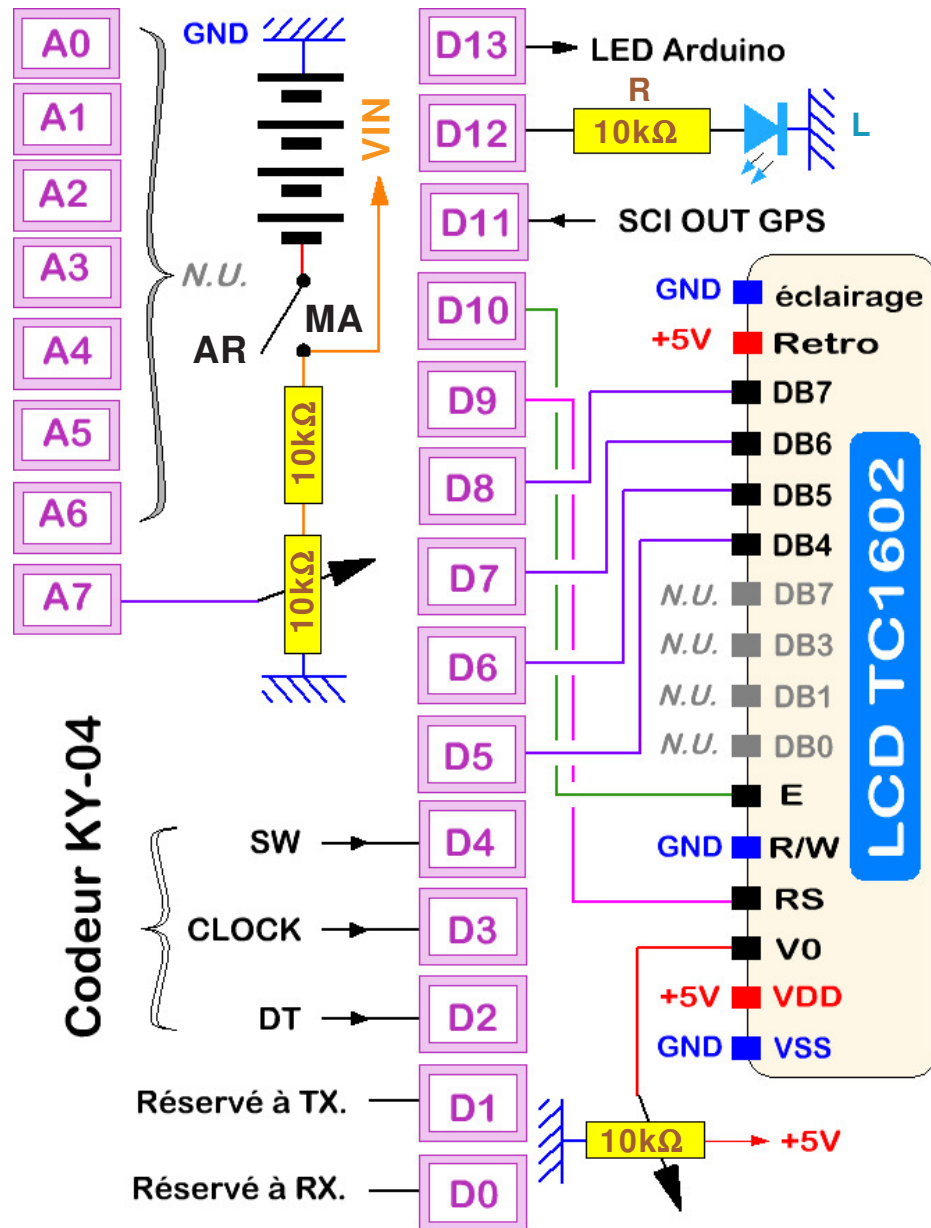 A0
A1
A2
A3
A4
A5
A6
A7
N.U.
GND
VIN
AR
MA
10kΩ
10kΩ
D13
LED Arduino
D12
R
10kΩ
L
D11
SCI OUT GPS
D10
D9
D8
D7
D6
D5
D4
SW
D3
CLOCK
D2
DT
Codeur KY-04
D1
Réservé à TX.
D0
Réservé à RX.
GND
éclairage
+5V
Retro
DB7
DB6
DB5
DB4
N.U. DB7
N.U. DB3
N.U. DB1
N.U. DB0
E
GND
R/W
RS
V0
+5V
VDD
GND
VSS
LCD TC1602
10kΩ
+5V